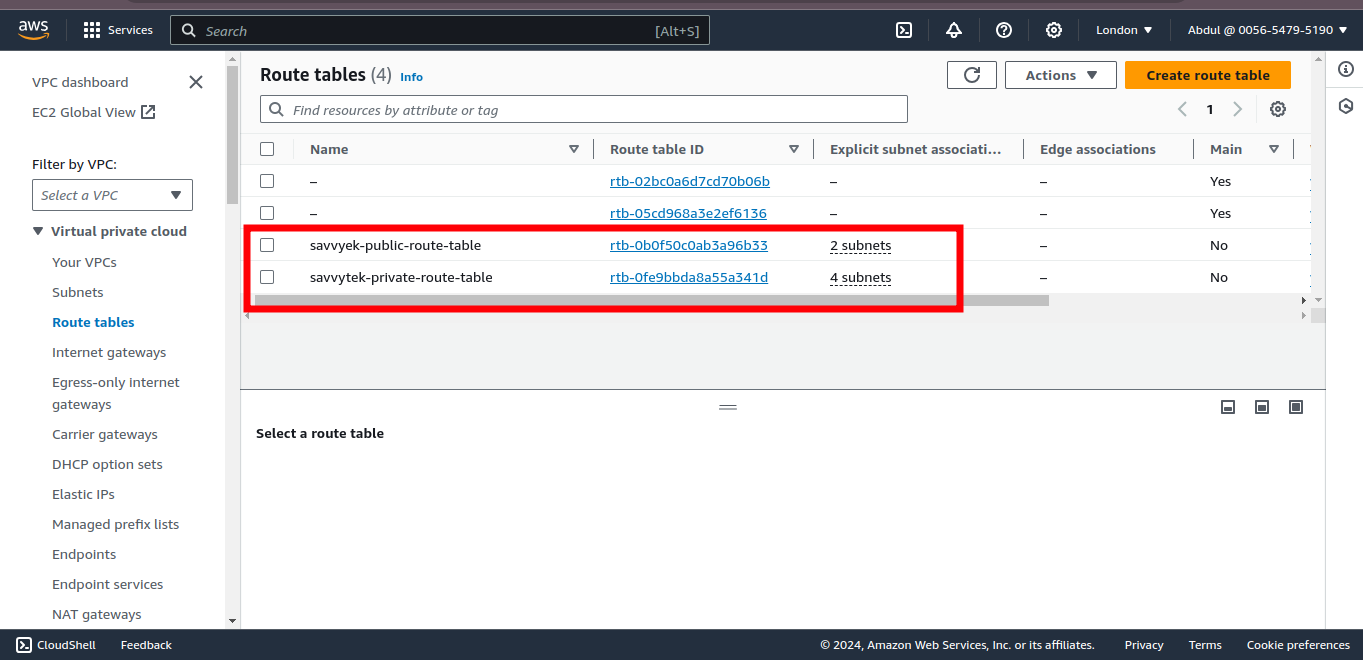 aws Services Search [Alt+S] London Abdul @ 0056-5479-5190
VPC dashboard
EC2 Global View
Filter by VPC:
Select a VPC
Virtual private cloud
Your VPCs
Subnets
Route tables
Internet gateways
Egress-only internet
gateways
Carrier gateways
DHCP option sets
Elastic IPs
Managed prefix lists
Endpoints
Endpoint services
NAT gateways
Route tables (4) Info Actions Create route table
Find resources by attribute or tag 1
Name Route table ID Explicit subnet associati... Edge associations Main
– rtb-02bc0a6d7cd70b06b – – Yes
– rtb-05cd968a3e2ef6136 – – Yes
savvyek-public-route-table rtb-0b0f50c0ab3a96b33 2 subnets – No
savvytek-private-route-table rtb-0fe9bbda8a55a341d 4 subnets – No
Select a route table
CloudShell Feedback © 2024, Amazon Web Services, Inc. or its affiliates. Privacy Terms Cookie preferences